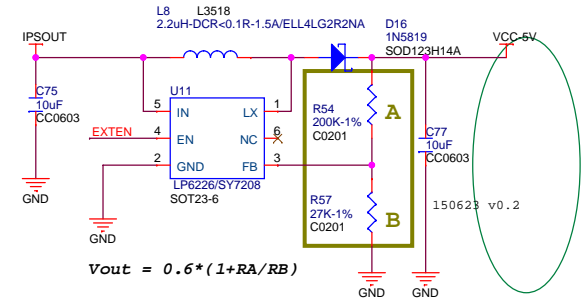 L8 L3518
2.2uH-DCR<0.1R-1.5A/ELL4LG2R2NA
D16
1N5819
SOD123H14A
IPSOUT
VCC-5V
C75
10uF
CC0603
U11
5 IN LX 1
EXTEN 4 EN NC 6
2 GND FB 3
LP6226/SY7208
SOT23-6
R54
200K-1%
C0201
A
C77
10uF
CC0603
R57
27K-1%
C0201
B
150623 v0.2
GND
GND
Vout = 0.6*(1+RA/RB)
GND
GND